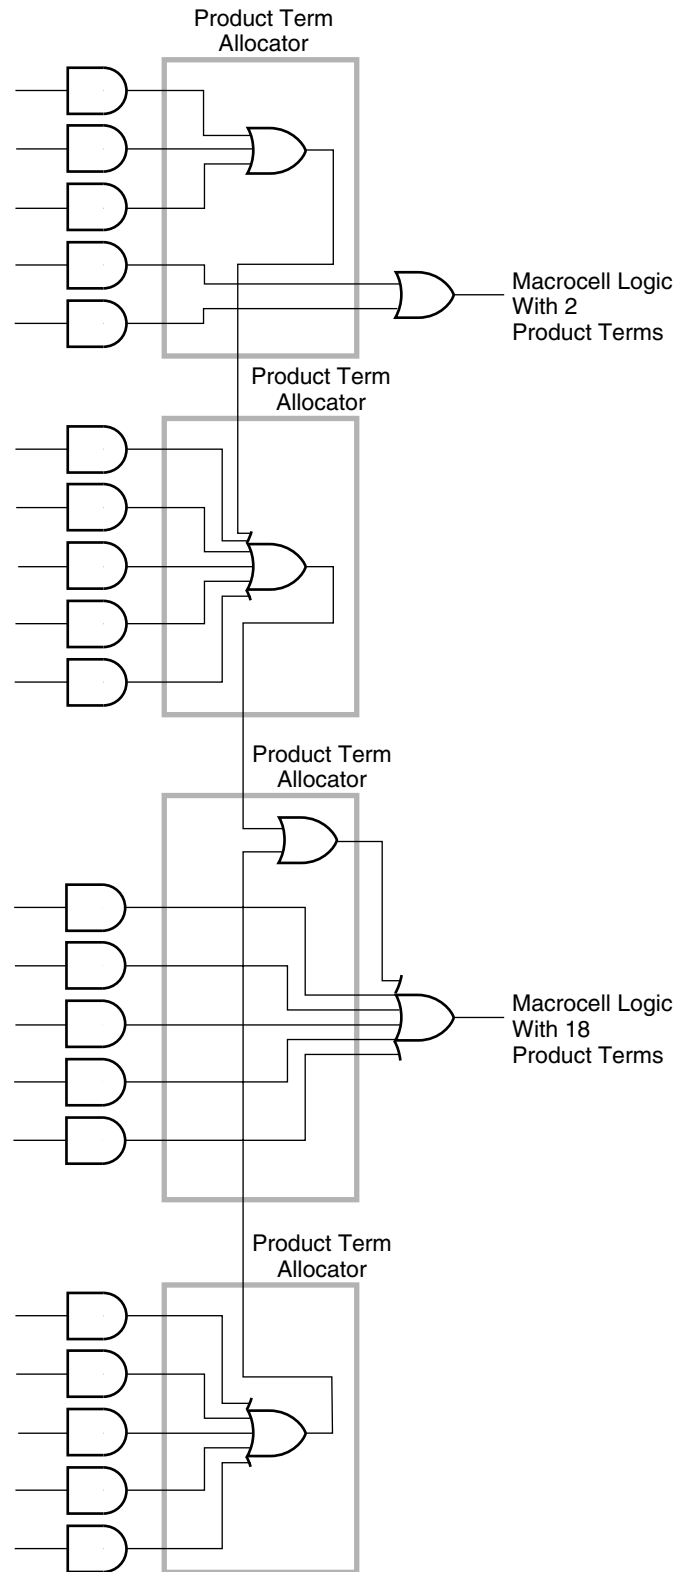 Product Term
Allocator
Macrocell Logic
With 2
Product Terms
Product Term
Allocator
Product Term
Allocator
Macrocell Logic
With 18
Product Terms
Product Term
Allocator